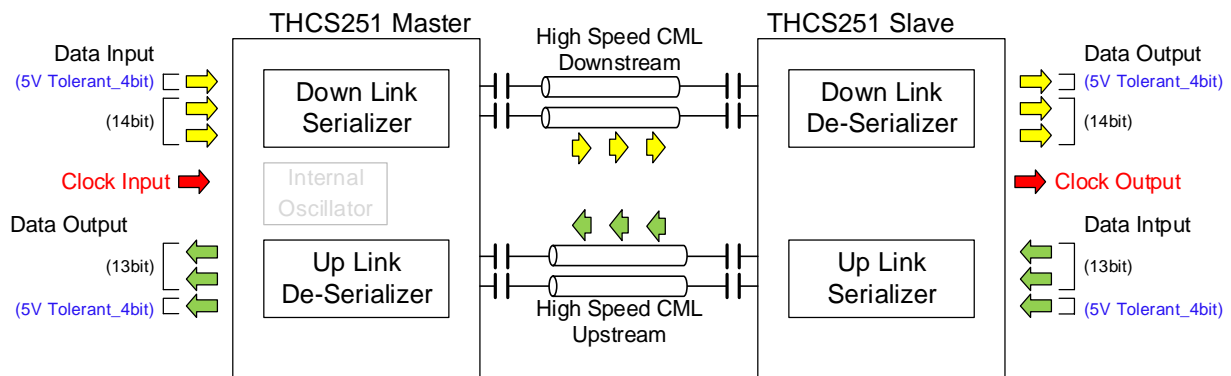 THCS251 Master
THCS251 Slave
Data Input
(5V Tolerant_4bit)
(14bit)
Clock Input
Data Output
(13bit)
(5V Tolerant_4bit)
Down Link
Serializer
Internal
Oscillator
Up Link
De-Serializer
High Speed CML
Downstream
High Speed CML
Upstream
Down Link
De-Serializer
Up Link
Serializer
Data Output
(5V Tolerant_4bit)
(14bit)
Clock Output
Data Intput
(13bit)
(5V Tolerant_4bit)